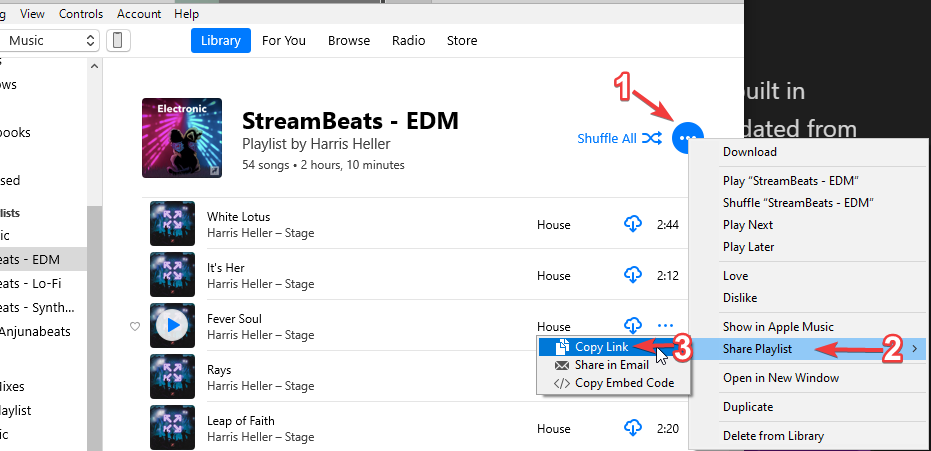 View Controls Account Help
Music
Library For You Browse Radio Store
Electronic
StreamBeats - EDM
Playlist by Harris Heller
54 songs • 2 hours, 10 minutes
Shuffle All
1
uilt in
dated from
White Lotus
Harris Heller – Stage
House
2:44
It's Her
Harris Heller – Stage
House
2:12
Fever Soul
Harris Heller – Stage
House
Rays
Harris Heller – Stage
Leap of Faith
Harris Heller – Stage
House
2:20
ows
ooks
sed
lists
ic
eats - EDM
eats - Lo-Fi
eats - Synth...
Anjunabeats
Mixes
laylist
ic
Download
Play “StreamBeats - EDM”
Shuffle “StreamBeats - EDM”
Play Next
Play Later
Love
Dislike
Show in Apple Music
Share Playlist
2
Open in New Window
Duplicate
Delete from Library
Copy Link
3
Share in Email
Copy Embed Code